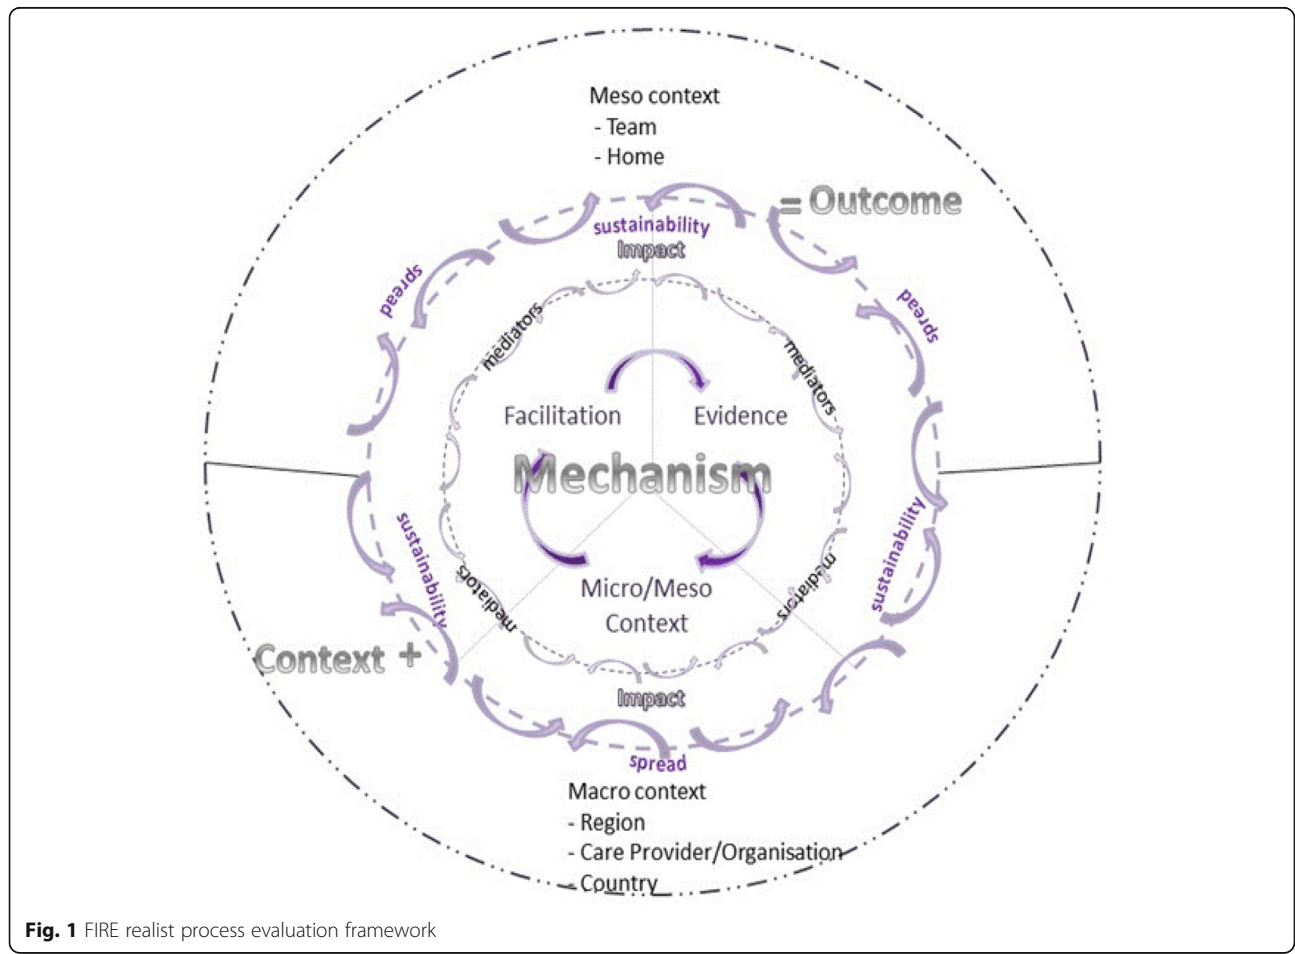 Meso context
- Team
- Home
= Outcome
sustainability
Impact
spread
spread
mediators
mediators
Facilitation
Evidence
Mechanism
sustainability
sustainability
mediators
mediators
Micro/Meso
Context
Context +
Impact
spread
Macro context
- Region
- Care Provider/Organisation
- Country
Fig. 1 FIRE realist process evaluation framework